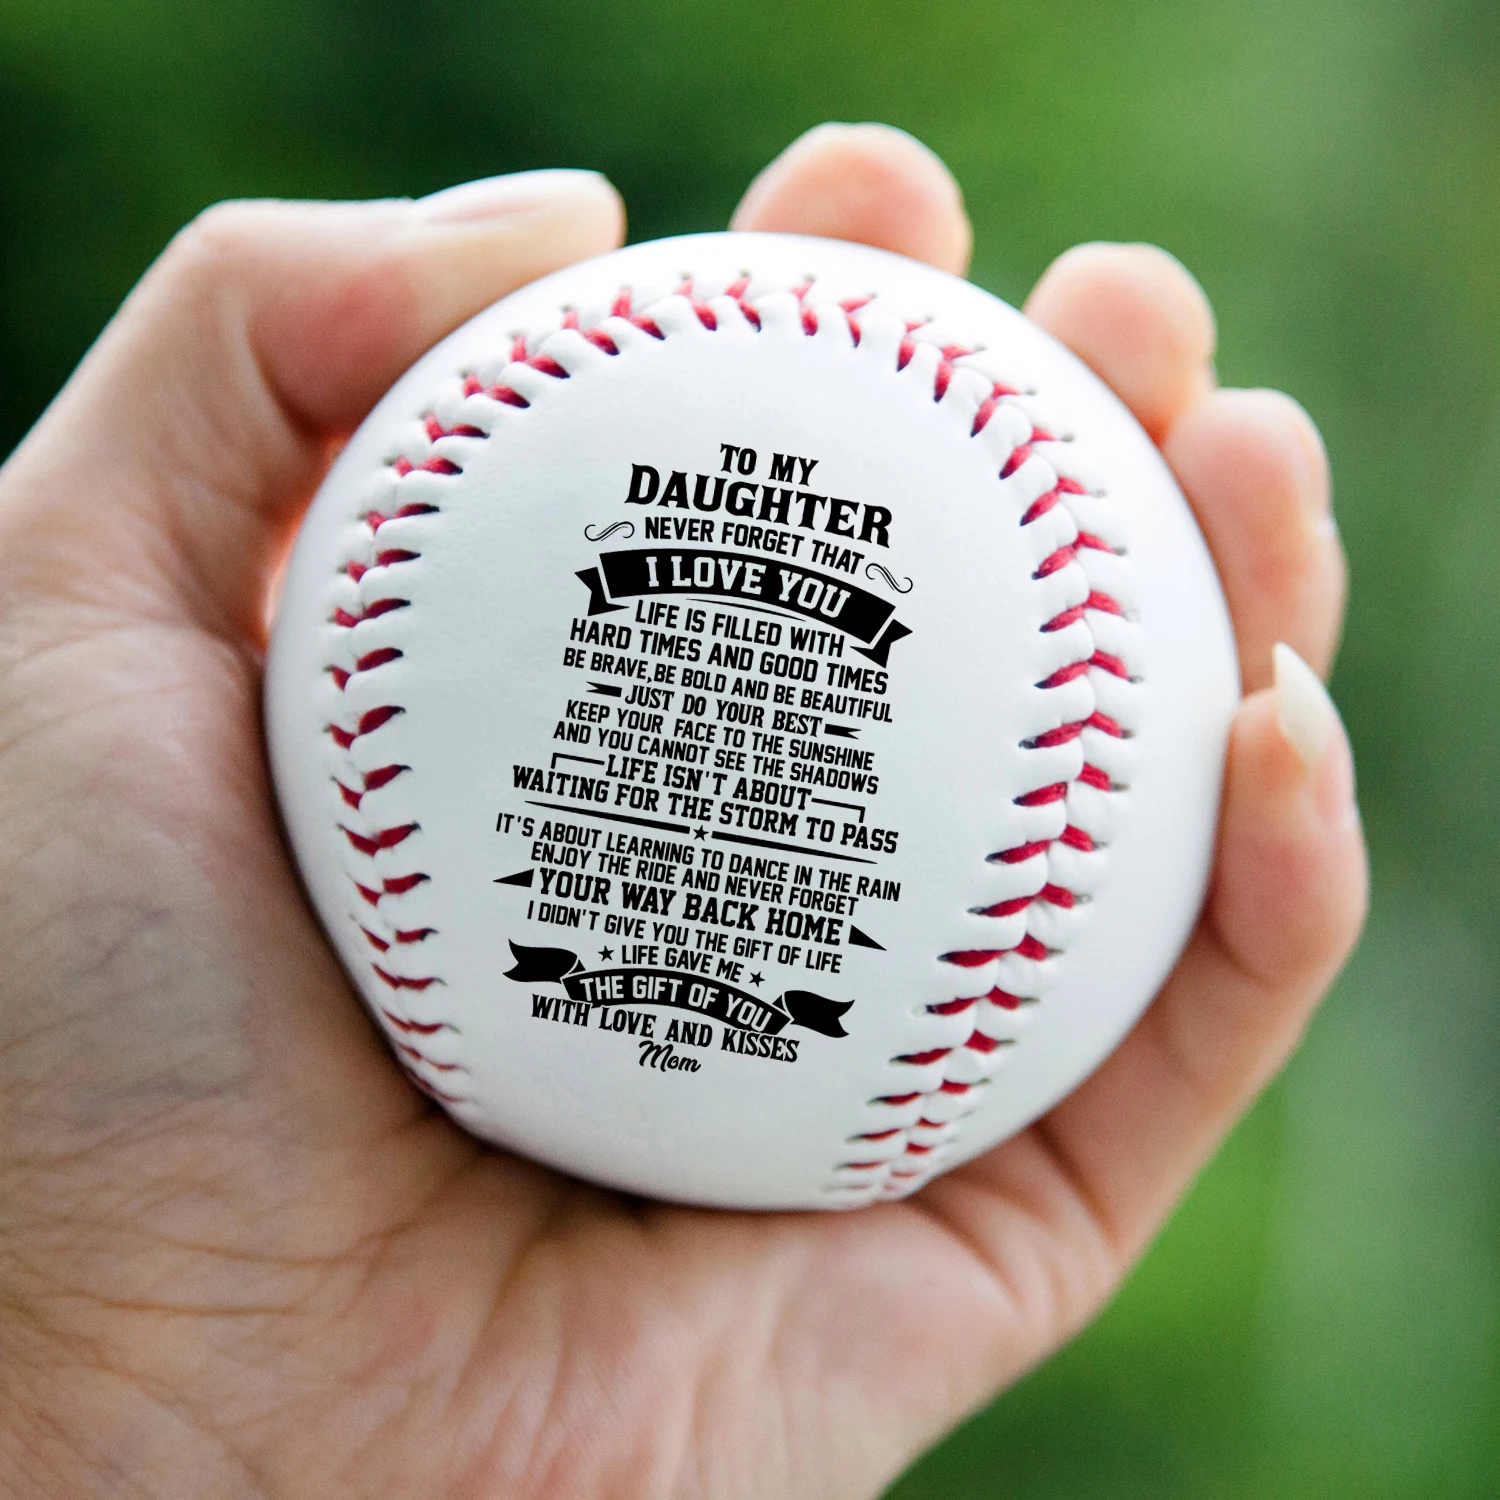 TO MY
DAUGHTER
NEVER FORGET THAT
I LOVE YOU
LIFE IS FILLED WITH
HARD TIMES AND GOOD TIMES
BE BRAVE,BE BOLD AND BE BEAUTIFUL
JUST DO YOUR BEST
KEEP YOUR FACE TO THE SUNSHINE
AND YOU CANNOT SEE THE SHADOWS
LIFE ISN'T ABOUT
WAITING FOR THE STORM TO PASS
IT'S ABOUT LEARNING TO DANCE IN THE RAIN
ENJOY THE RIDE AND NEVER FORGET
YOUR WAY BACK HOME
I DIDN'T GIVE YOU THE GIFT OF LIFE
LIFE GAVE ME
THE GIFT OF YOU
WITH LOVE AND KISSES
Mom